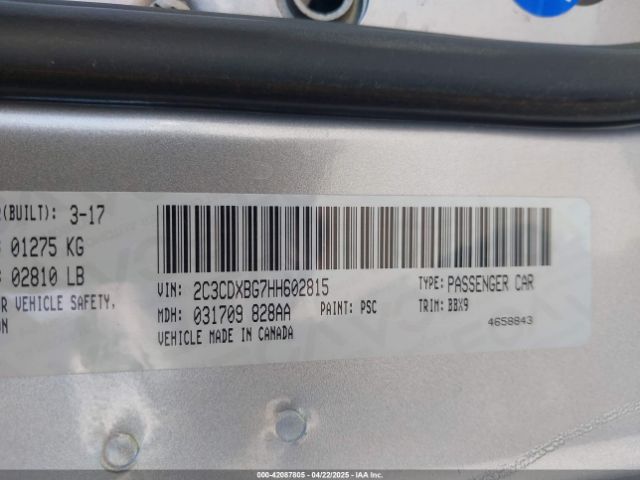 R(BUILT): 3-17
01275 KG
02810 LB
R VEHICLE SAFETY,
ON
VIN: 2C3CDXBG7HH602815
TYPE: PASSENGER CAR
MDH: 031709 828AA
PAINT: PSC
TRIM: BBX9
VEHICLE MADE IN CANADA
4658843
000-42087805 - 04/22/2025 - IAA Inc.